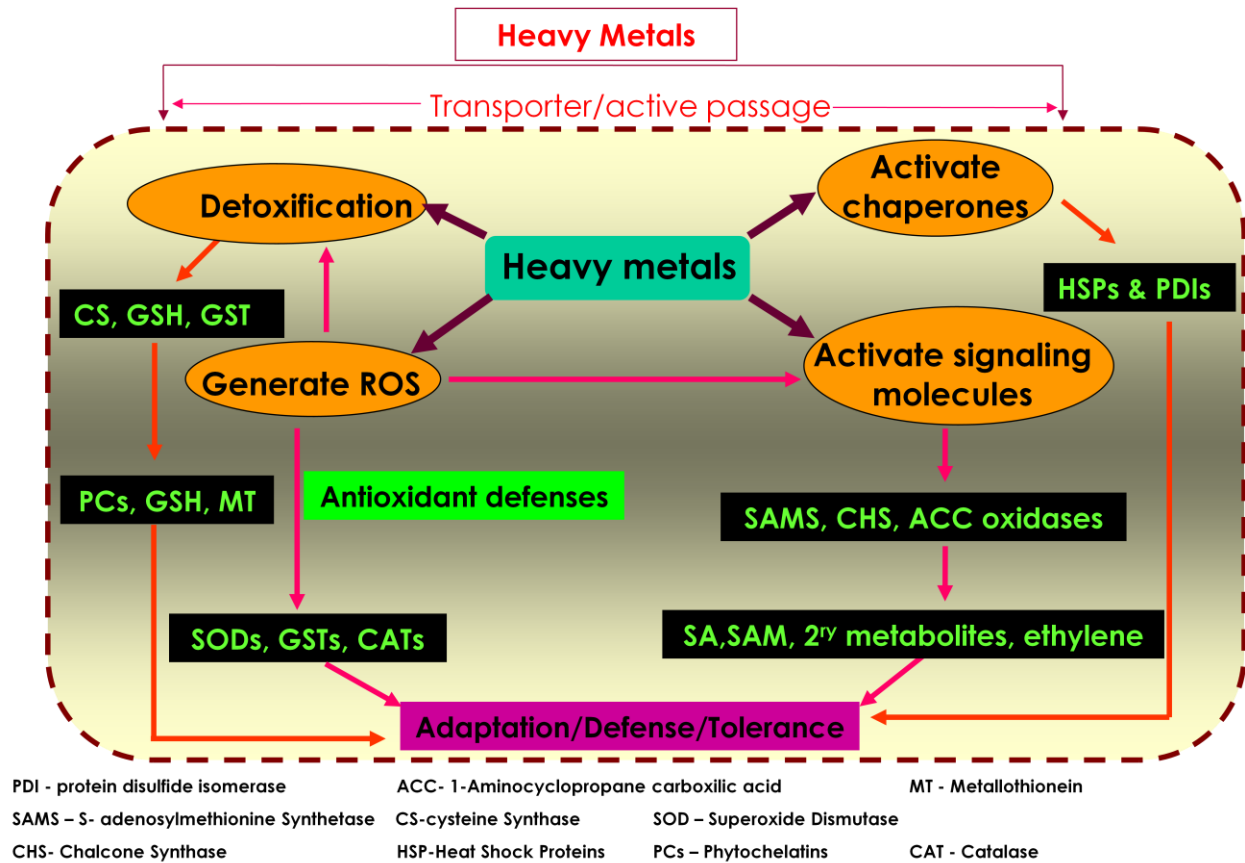 Heavy Metals
Transporter/active passage
Detoxification
Activate
chaperones
Heavy metals
CS, GSH, GST
HSPs & PDIs
Generate ROS
Activate signaling
molecules
PCs, GSH, MT
Antioxidant defenses
SAMS, CHS, ACC oxidases
SODs, GSTs, CATs
SA,SAM, 2ry metabolites, ethylene
Adaptation/Defense/Tolerance
PDI - protein disulfide isomerase
ACC- 1-Aminocyclopropane carboxilic acid
MT - Metallothionein
SAMS – S- adenosylmethionine Synthetase
CS-cysteine Synthase
SOD – Superoxide Dismutase
CHS- Chalcone Synthase
HSP-Heat Shock Proteins
PCs – Phytochelatins
CAT - Catalase